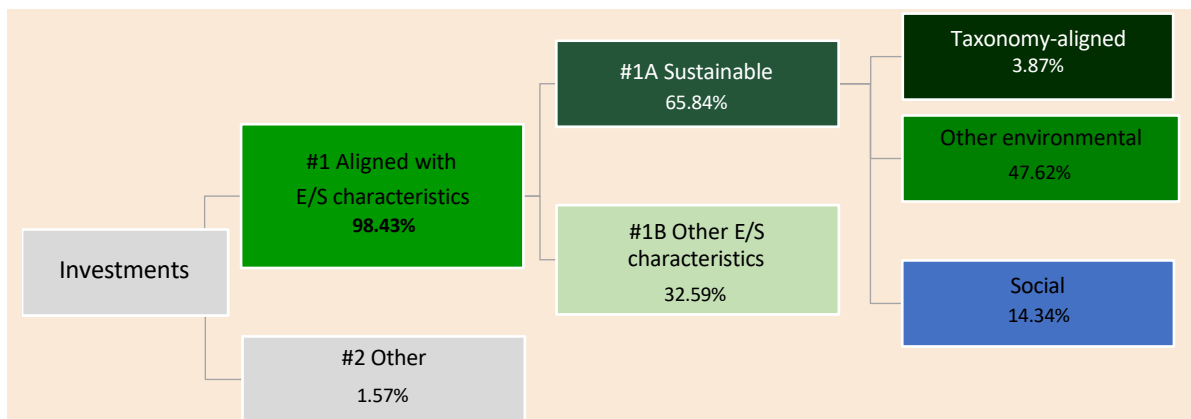 Investments
#1 Aligned with
E/S characteristics
98.43%
#2 Other
1.57%
#1A Sustainable
65.84%
#1B Other E/S
characteristics
32.59%
Taxonomy-aligned
3.87%
Other environmental
47.62%
Social
14.34%